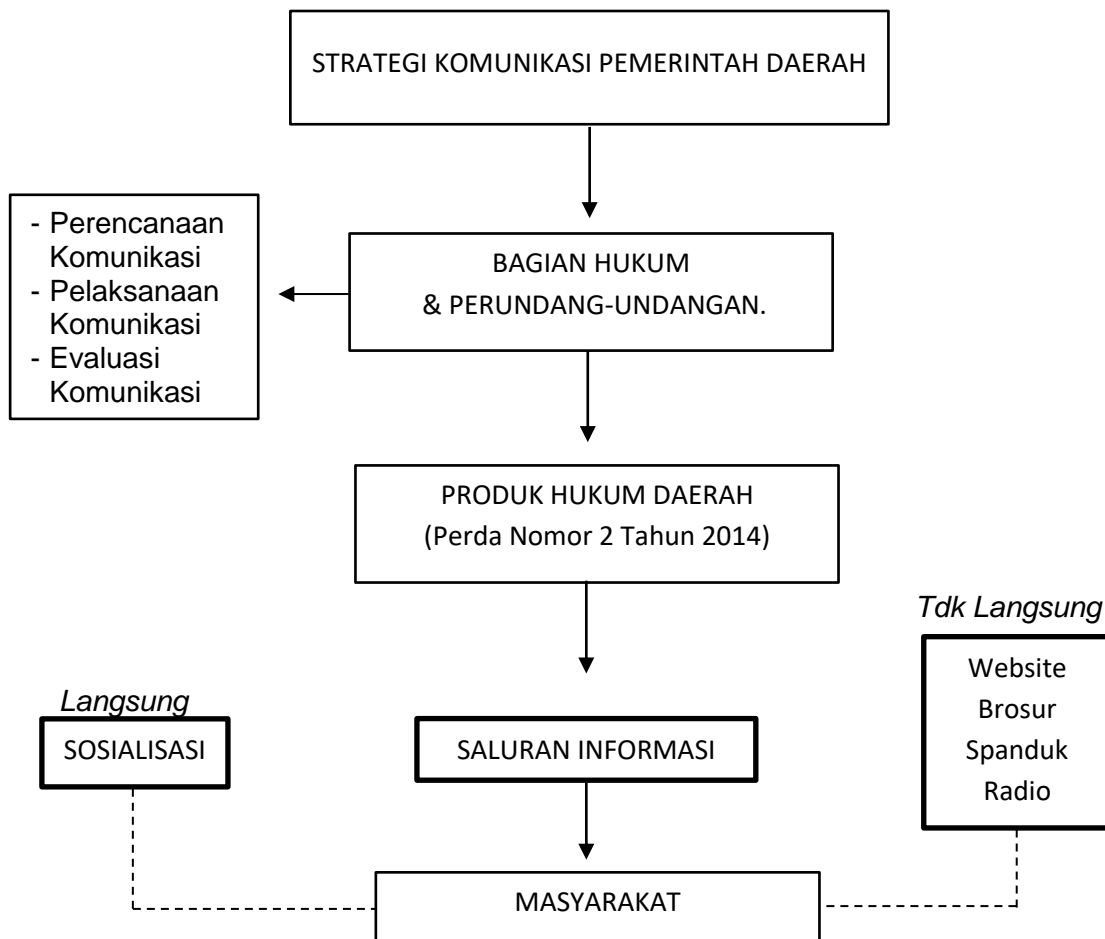 STRATEGI KOMUNIKASI PEMERINTAH DAERAH
- Perencanaan
Komunikasi
- Pelaksanaan
Komunikasi
- Evaluasi
Komunikasi
BAGIAN HUKUM
& PERUNDANG-UNDANGAN.
PRODUK HUKUM DAERAH
(Perda Nomor 2 Tahun 2014)
Tdk Langsung
Website
Brosur
Spanduk
Radio
Langsung
SOSIALISASI
SALURAN INFORMASI
MASYARAKAT